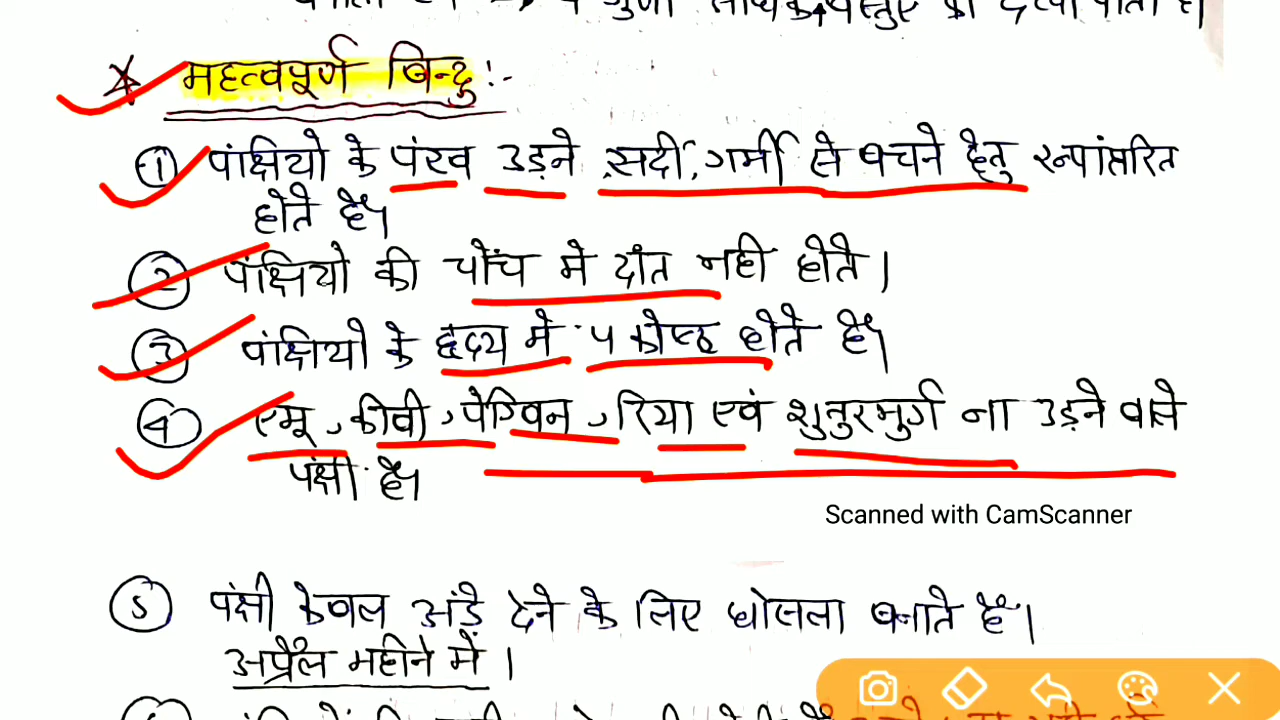 ★ महत्वपूर्ण बिन्दु :-
① पंक्षियो के पंख उड़ने , सर्दी , गर्मी से बचने हेतु रूपांतरित
होते हैं।
② पंक्षियो की चोंच मे दांत नही होते ।
③ पंक्षियो के हृदय मे 4 कोष्ठ होते हैं।
④ एमू , कीवी , पेंग्विन , रिया एवं शुतुरमुर्ग ना उड़ने वाले
पंक्षी है।
Scanned with CamScanner
⑤ पंक्षी केवल अंडे देने के लिए घोसला बनाते हैं।
अप्रैल महीने में ।